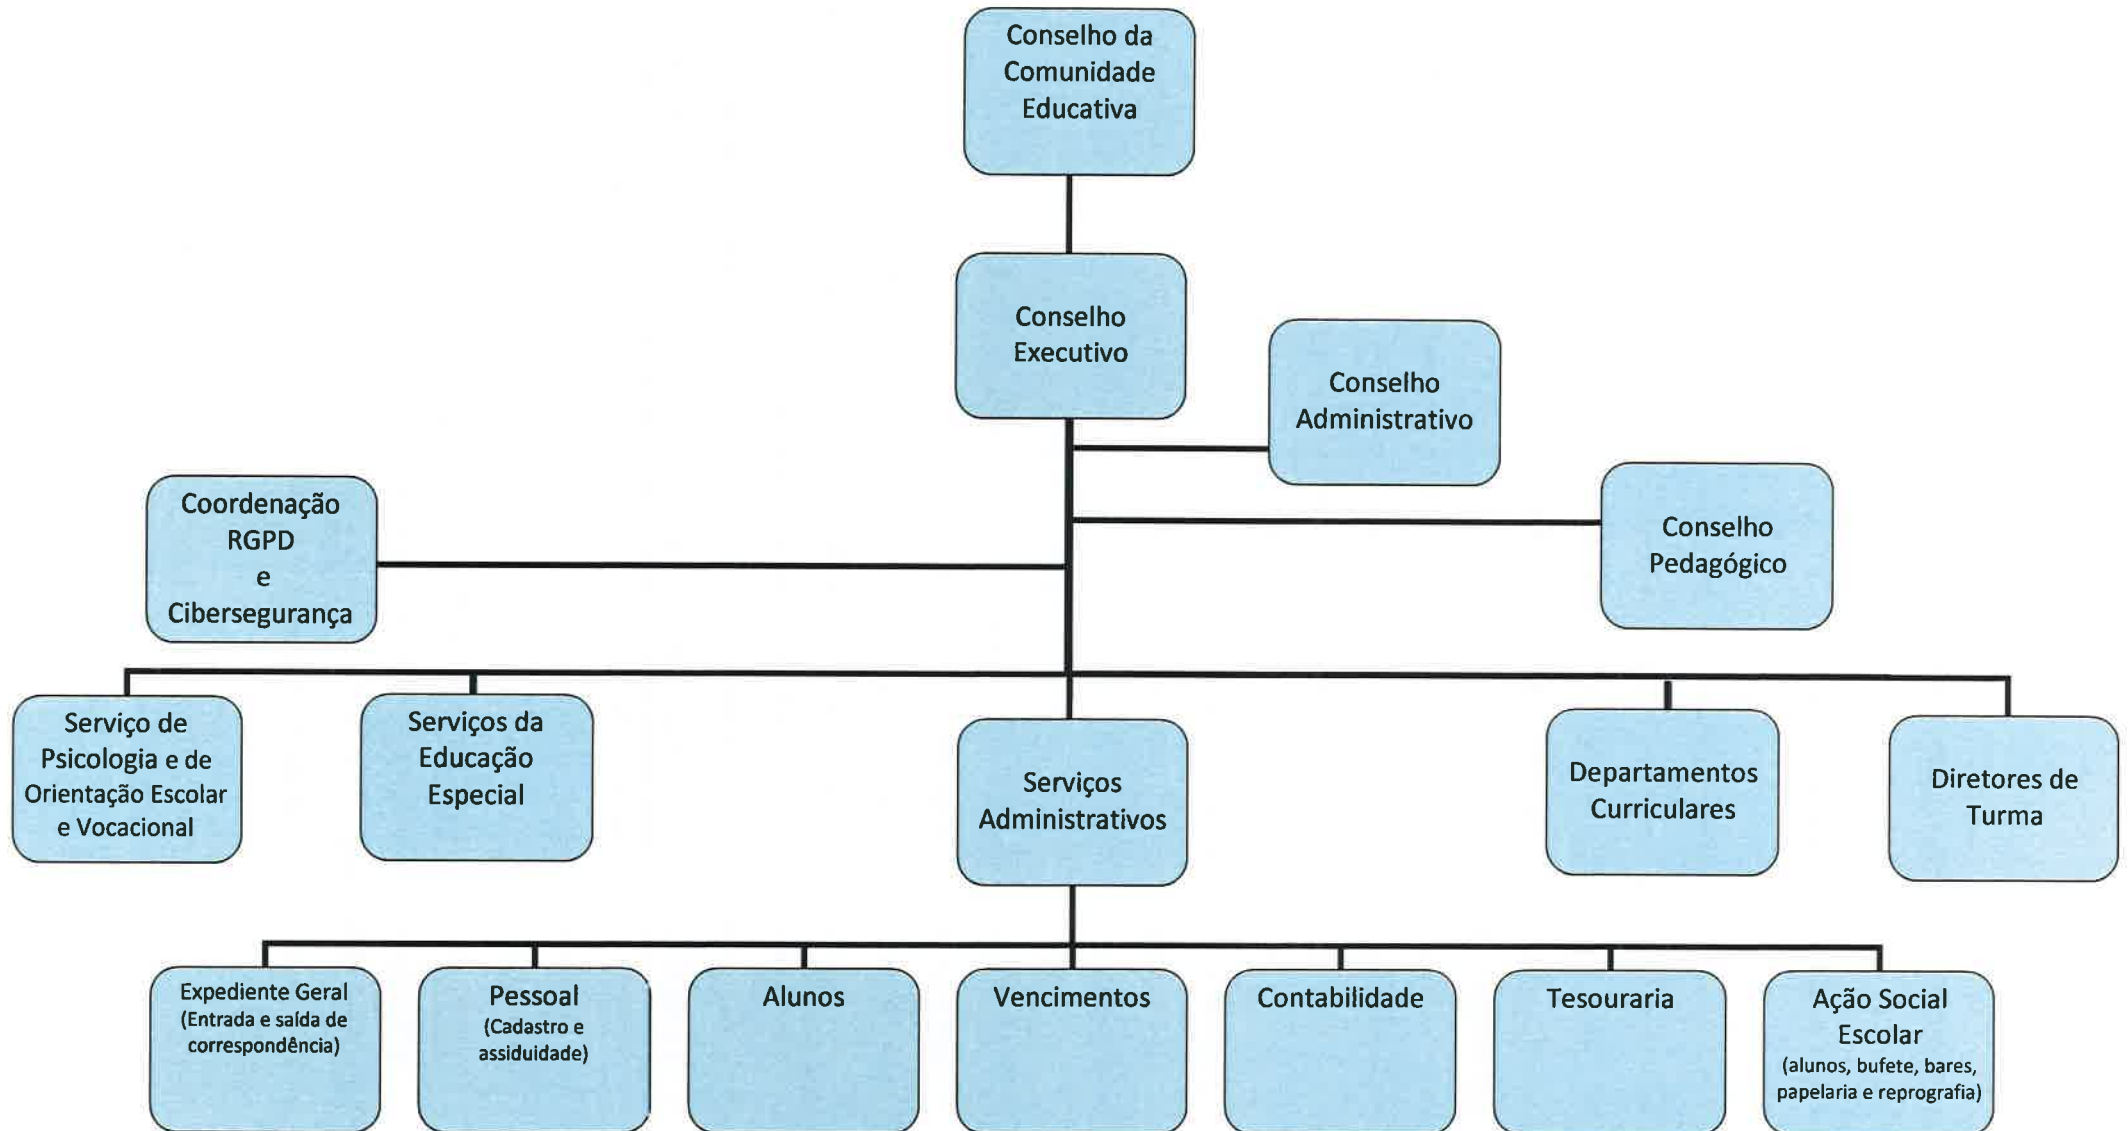 Conselho da
Comunidade
Educativa
Conselho
Executivo
Conselho
Administrativo
Coordenação
RGPD
e
Cibersegurança
Conselho
Pedagógico
Serviço de
Psicologia e de
Orientação Escolar
e Vocacional
Serviços da
Educação
Especial
Serviços
Administrativos
Departamentos
Curriculares
Diretores de
Turma
Expediente Geral
(Entrada e saída de
correspondência)
Pessoal
(Cadastro e
assiduidade)
Alunos
Vencimentos
Contabilidade
Tesouraria
Ação Social
Escolar
(alunos, bufete, bares,
papelaria e reprografia)